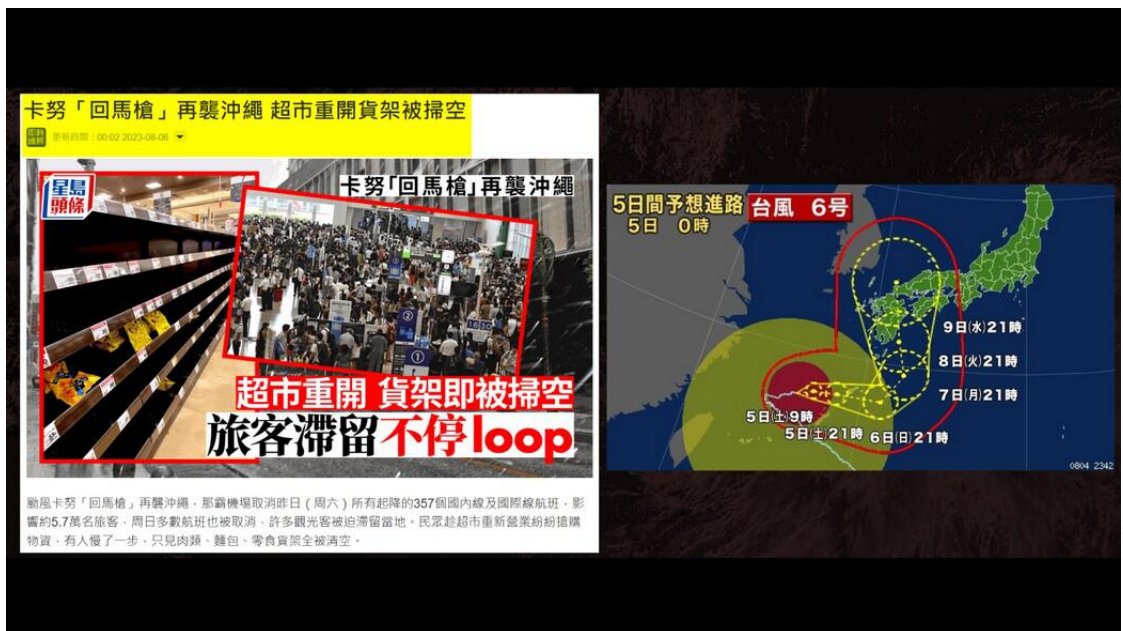 卡努「回馬槍」再襲沖繩 超市重開貨架被掃空
即時
國際
更新時間：00:02 2023-08-06
星島
頭條
卡努「回馬槍」再襲沖繩
②
16
30
①
超市重開 貨架即被掃空
旅客滯留不停loop
颱風卡努「回馬槍」再襲沖繩，那霸機場取消昨日（周六）所有起降的357個國內線及國際線航班，影
響約5.7萬名旅客，周日多數航班也被取消，許多觀光客被迫滯留當地。民眾趁超市重新營業紛紛搶購
物資，有人慢了一步，只見肉類、麵包、零食貨架全被清空。
5日間予想進路
5日 0時
台風 6号
9日(水)21時
8日(火)21時
7日(月)21時
5日(土)9時
5日(土)21時
6日(日)21時
0804 2342